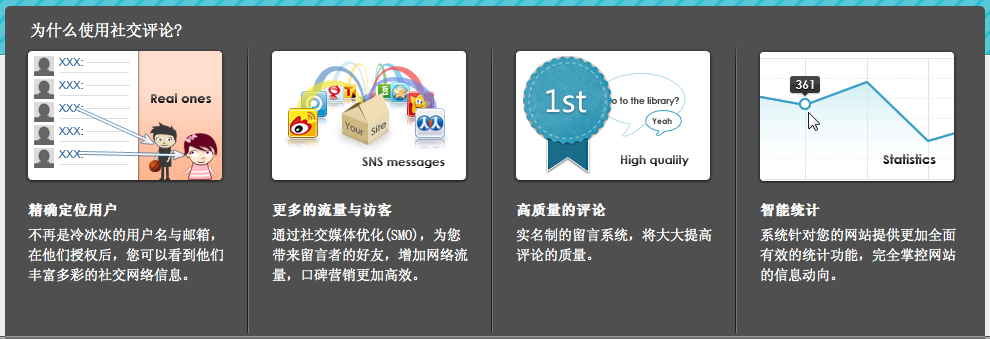 为什么使用社交评论?
XXX:
XXX:
XXX:
XXX:
XXX:
Real ones
Your Site
SNS messages
1st
o to the library?
Yeah
High quality
361
Statistics
精确定位用户
不再是冷冰冰的用户名与邮箱，
在他们授权后，您可以看到他们
丰富多彩的社交网络信息。
更多的流量与访客
通过社交媒体优化(SMO)，为您
带来留言者的好友，增加网络流
量，口碑营销更加高效。
高质量的评论
实名制的留言系统，将大大提高
评论的质量。
智能统计
系统针对您的网站提供更加全面
有效的统计功能，完全掌控网站
的信息动向。